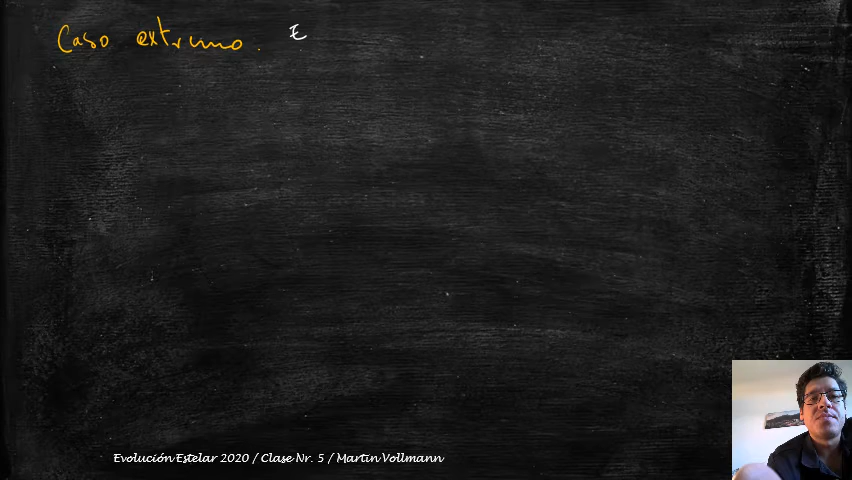 Caso extremo. E
Evolución Estelar 2020 / Clase Nr. 5 / Martin Vollmann